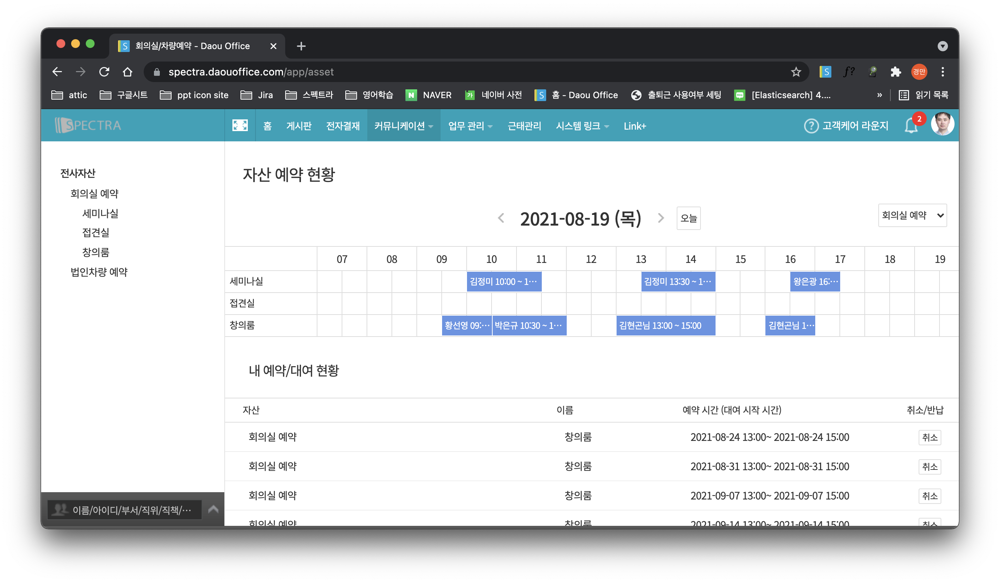 회의실/차량예약 - Daou Office
spectra.daouoffice.com/app/asset
경만
attic 구글시트 ppt icon site Jira 스펙트라 영어학습 NAVER 네이버 사전 홈 - Daou Office 출퇴근 사용여부 세팅 [Elasticsearch] 4.... » 읽기 목록
SPECTRA 홈 게시판 전자결재 커뮤니케이션 업무 관리 근태관리 시스템 링크 Link+ 고객케어 라운지 2
전사자산
회의실 예약
세미나실
접견실
창의룸
법인차량 예약
이름/아이디/부서/직위/직책/…
자산 예약 현황
2021-08-19 (목) 오늘 회의실 예약
07 08 09 10 11 12 13 14 15 16 17 18 19
세미나실 김정미 10:00 ~ 1… 김정미 13:30 ~ 1… 왕은광 16:…
접견실
창의룸 황선영 09:… 박은규 10:30 ~ 1… 김현곤님 13:00 ~ 15:00 김현곤님 1…
내 예약/대여 현황
자산 이름 예약 시간 (대여 시작 시간) 취소/반납
회의실 예약 창의룸 2021-08-24 13:00~ 2021-08-24 15:00 취소
회의실 예약 창의룸 2021-08-31 13:00~ 2021-08-31 15:00 취소
회의실 예약 창의룸 2021-09-07 13:00~ 2021-09-07 15:00 취소
회의실 예약 창의룸 2021-09-14 13:00~ 2021-09-14 15:00 취소